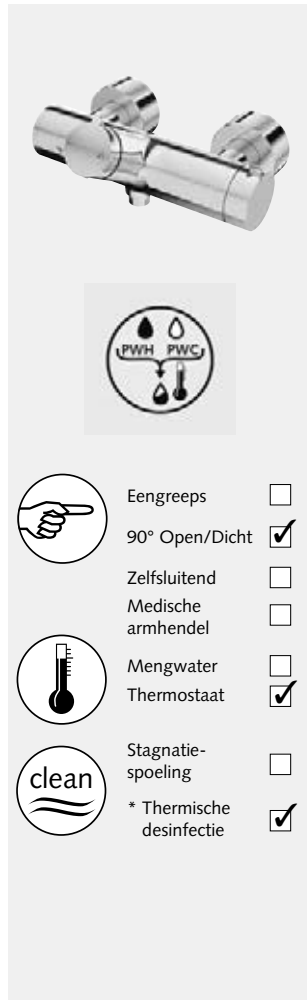 PWH PWC
Eengreeps
90° Open/Dicht
Zelfsluitend
Medische
armhendel
Mengwater
Thermostaat
clean
Stagnatie-
spoeling
* Thermische
desinfectie